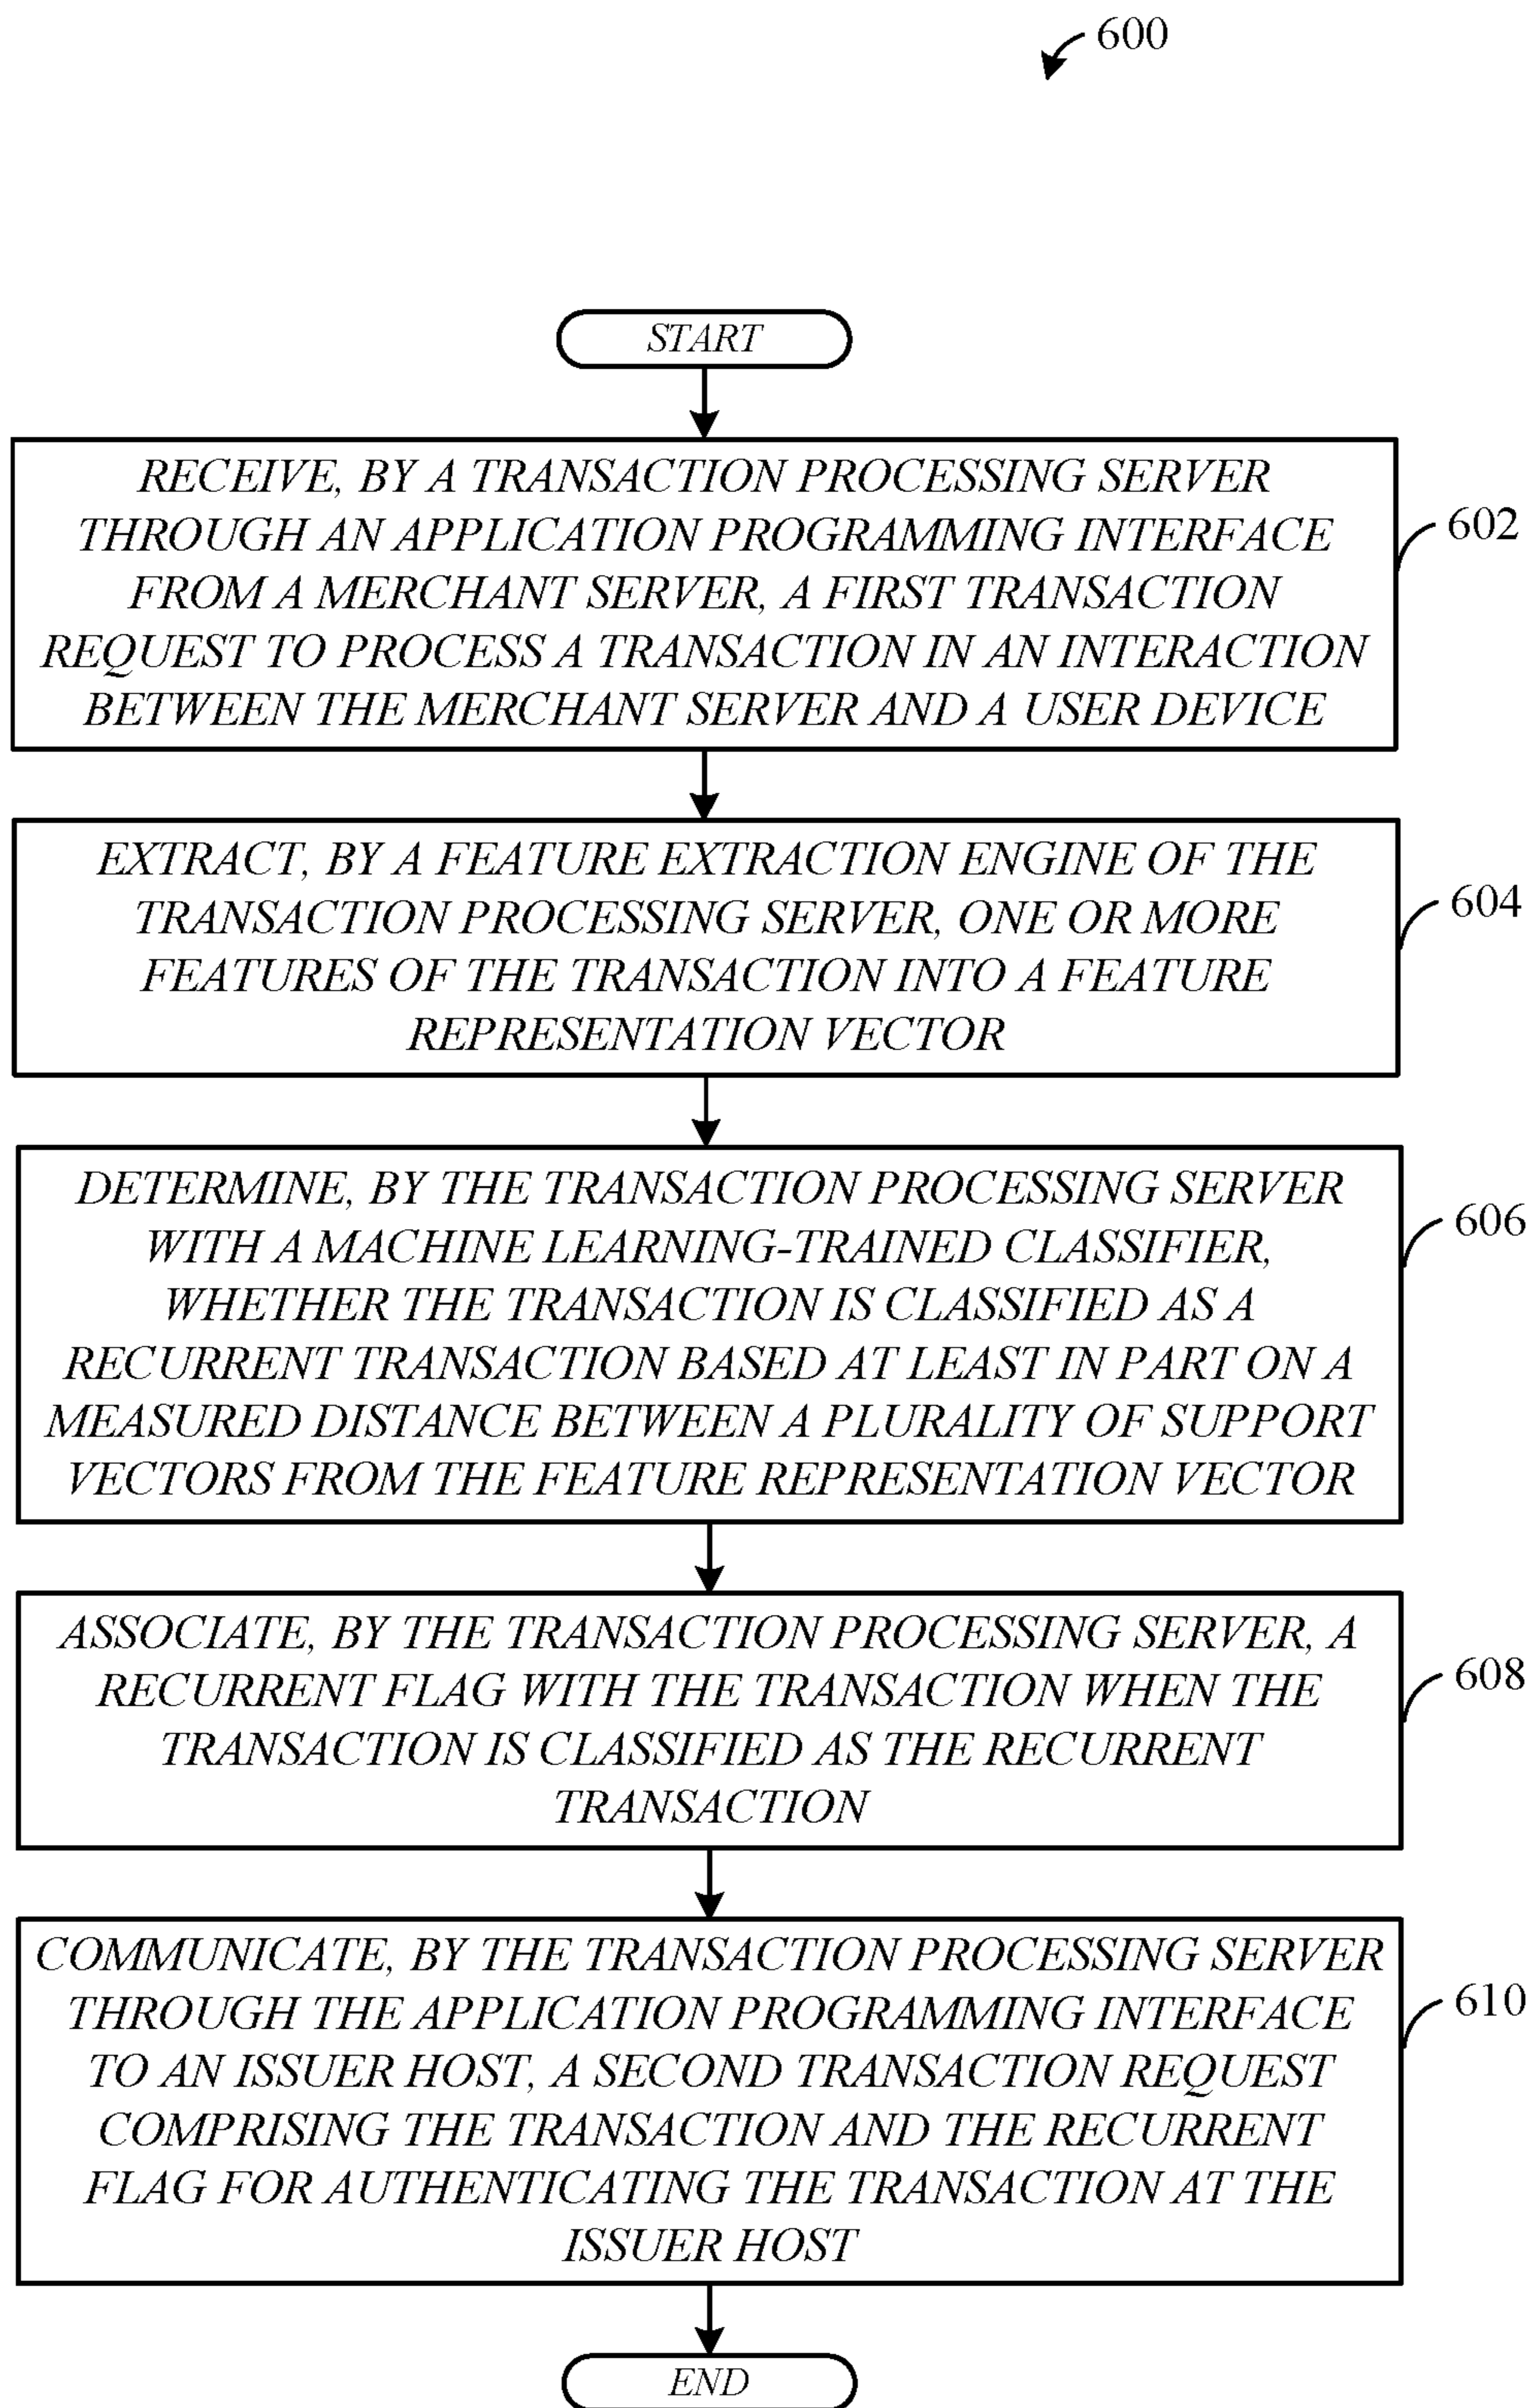 600
START
RECEIVE, BY A TRANSACTION PROCESSING SERVER
THROUGH AN APPLICATION PROGRAMMING INTERFACE
FROM A MERCHANT SERVER, A FIRST TRANSACTION
REQUEST TO PROCESS A TRANSACTION IN AN INTERACTION
BETWEEN THE MERCHANT SERVER AND A USER DEVICE
602
EXTRACT, BY A FEATURE EXTRACTION ENGINE OF THE
TRANSACTION PROCESSING SERVER, ONE OR MORE
FEATURES OF THE TRANSACTION INTO A FEATURE
REPRESENTATION VECTOR
604
DETERMINE, BY THE TRANSACTION PROCESSING SERVER
WITH A MACHINE LEARNING-TRAINED CLASSIFIER,
WHETHER THE TRANSACTION IS CLASSIFIED AS A
RECURRENT TRANSACTION BASED AT LEAST IN PART ON A
MEASURED DISTANCE BETWEEN A PLURALITY OF SUPPORT
VECTORS FROM THE FEATURE REPRESENTATION VECTOR
606
ASSOCIATE, BY THE TRANSACTION PROCESSING SERVER, A
RECURRENT FLAG WITH THE TRANSACTION WHEN THE
TRANSACTION IS CLASSIFIED AS THE RECURRENT
TRANSACTION
608
COMMUNICATE, BY THE TRANSACTION PROCESSING SERVER
THROUGH THE APPLICATION PROGRAMMING INTERFACE
TO AN ISSUER HOST, A SECOND TRANSACTION REQUEST
COMPRISING THE TRANSACTION AND THE RECURRENT
FLAG FOR AUTHENTICATING THE TRANSACTION AT THE
ISSUER HOST
610
END